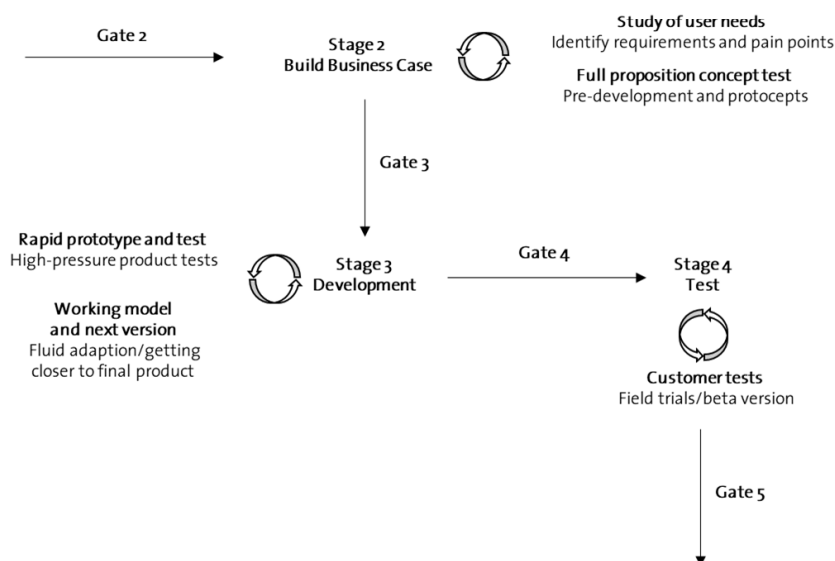 Gate 2
Stage 2
Build Business Case
Study of user needs
Identify requirements and pain points
Full proposition concept test
Pre-development and protocepts
Gate 3
Rapid prototype and test
High-pressure product tests
Working model
and next version
Fluid adaption/getting
closer to final product
Stage 3
Development
Gate 4
Stage 4
Test
Customer tests
Field trials/beta version
Gate 5